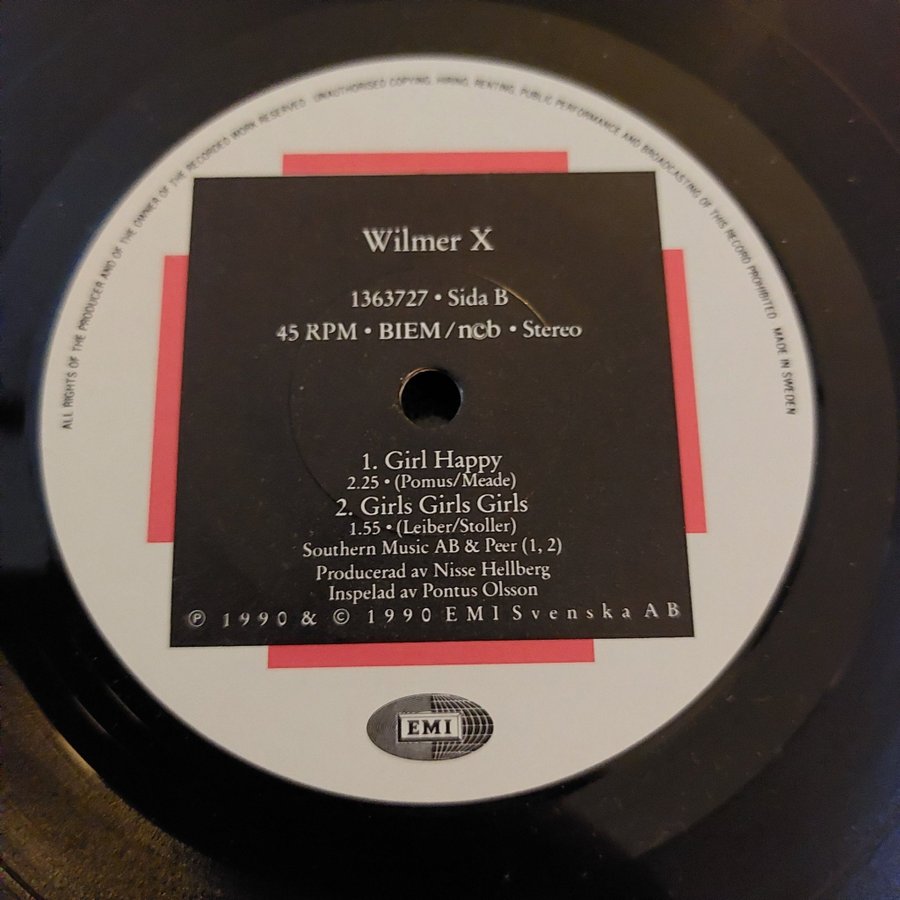 ALL RIGHTS OF THE PRODUCER AND OF THE OWNER OF THE RECORDED WORK RESERVED. UNAUTHORISED COPYING, HIRING, RENTING, PUBLIC PERFORMANCE AND BROADCASTING OF THIS RECORD PROHIBITED MADE IN SWEDEN
Wilmer X
1363727 • Sida B
45 RPM • BIEM/ncb • Stereo
1. Girl Happy
2.25 • (Pomus/Meade)
2. Girls Girls Girls
1.55 • (Leiber/Stoller)
Southern Music AB & Peer (1, 2)
Producerad av Nisse Hellberg
Inspelad av Pontus Olsson
℗ 1990 & © 1990 EMI Svenska AB
EMI